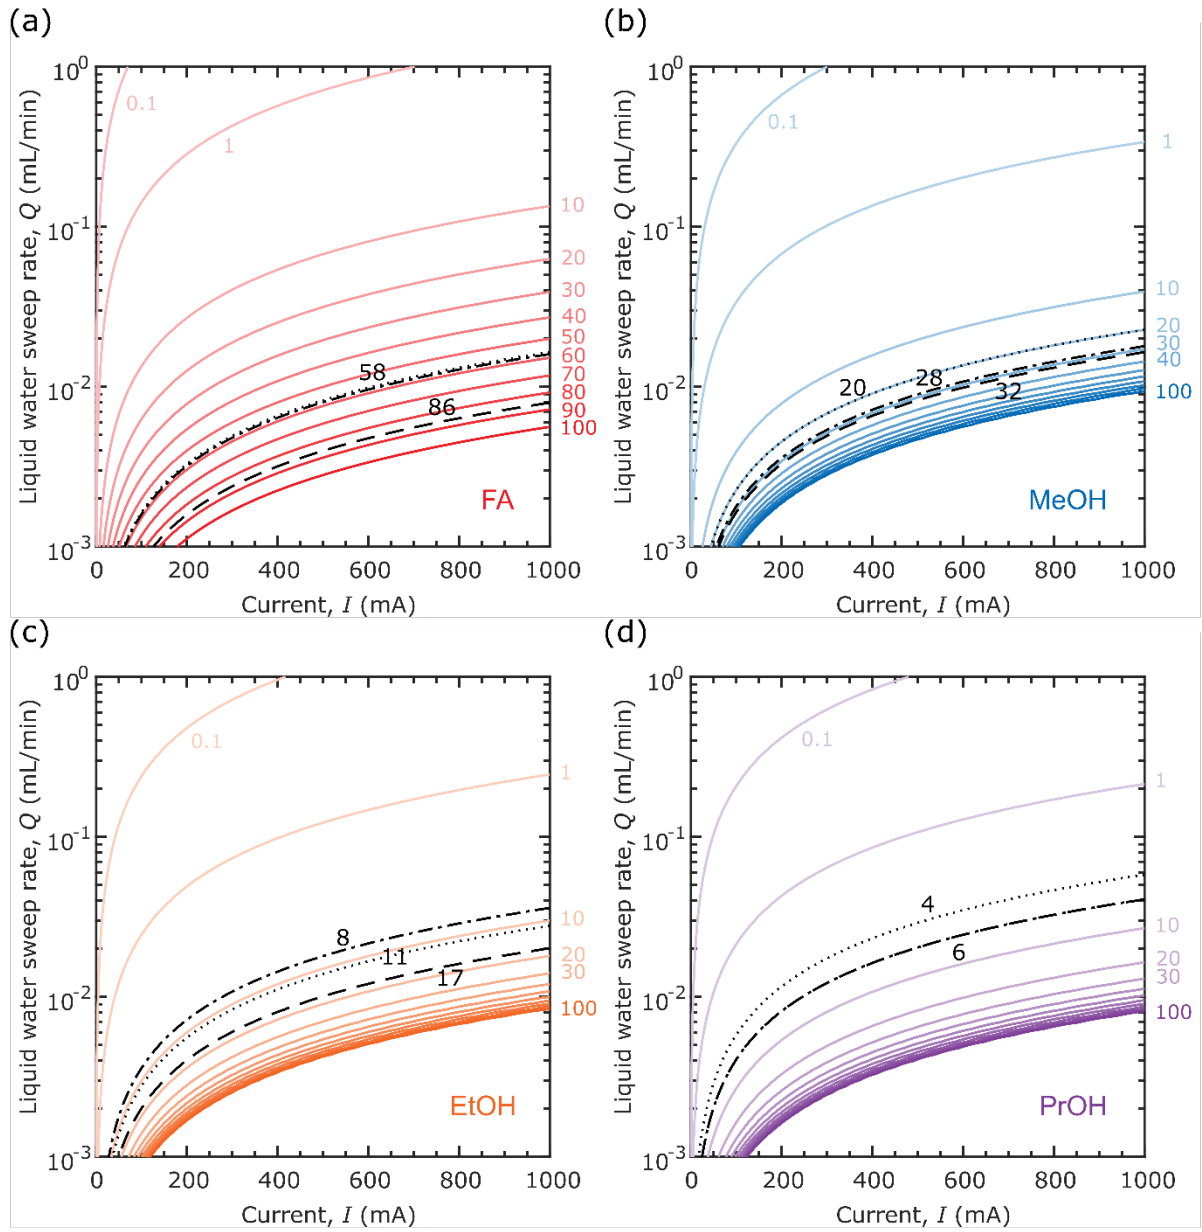 (a)
Liquid water sweep rate, Q (mL/min)
10^0
10^-1
10^-2
10^-3
0.1
1
10
20
30
40
50
60
70
80
90
100
58
86
FA
0 200 400 600 800 1000
Current, I (mA)
(b)
Liquid water sweep rate, Q (mL/min)
10^0
10^-1
10^-2
10^-3
0.1
1
10
20
30
40
100
20
28
32
MeOH
0 200 400 600 800 1000
Current, I (mA)
(c)
Liquid water sweep rate, Q (mL/min)
10^0
10^-1
10^-2
10^-3
0.1
1
10
20
30
100
8
11
17
EtOH
0 200 400 600 800 1000
Current, I (mA)
(d)
Liquid water sweep rate, Q (mL/min)
10^0
10^-1
10^-2
10^-3
0.1
1
10
20
30
100
4
6
PrOH
0 200 400 600 800 1000
Current, I (mA)